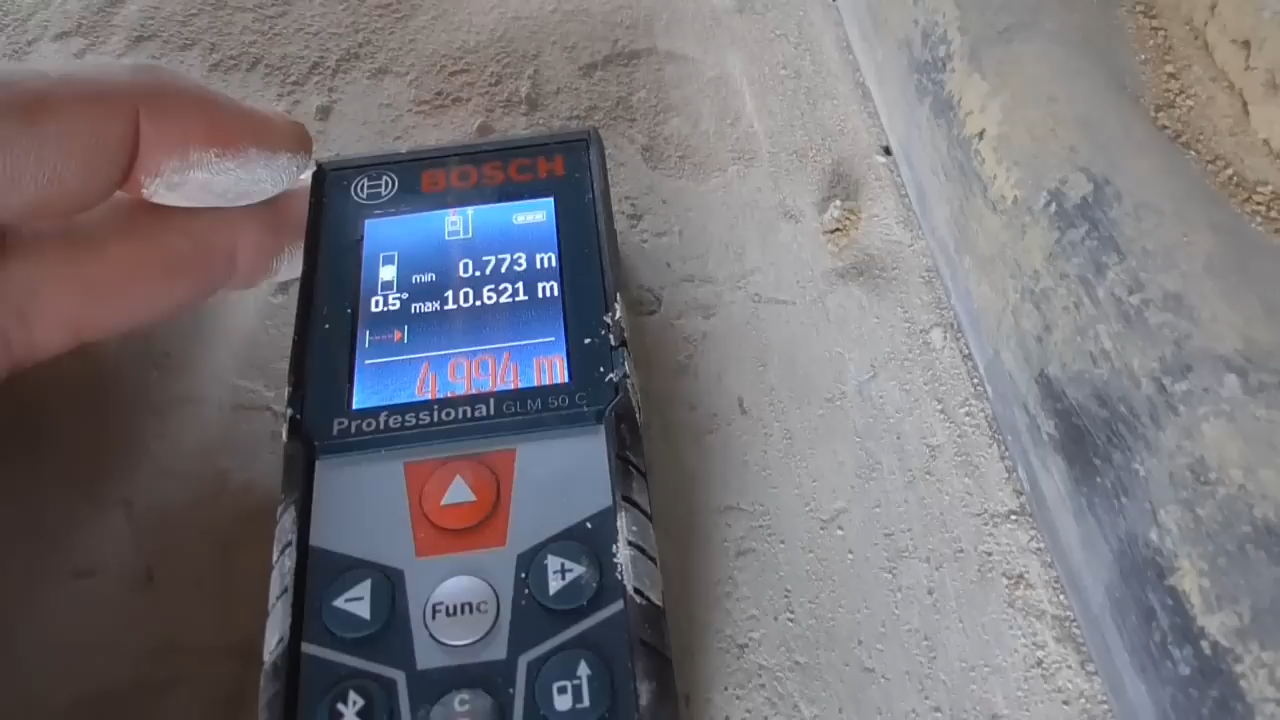 BOSCH
min 0.773 m
0.5° max 10.621 m
4.994 m
Professional GLM 50 C
Func
C